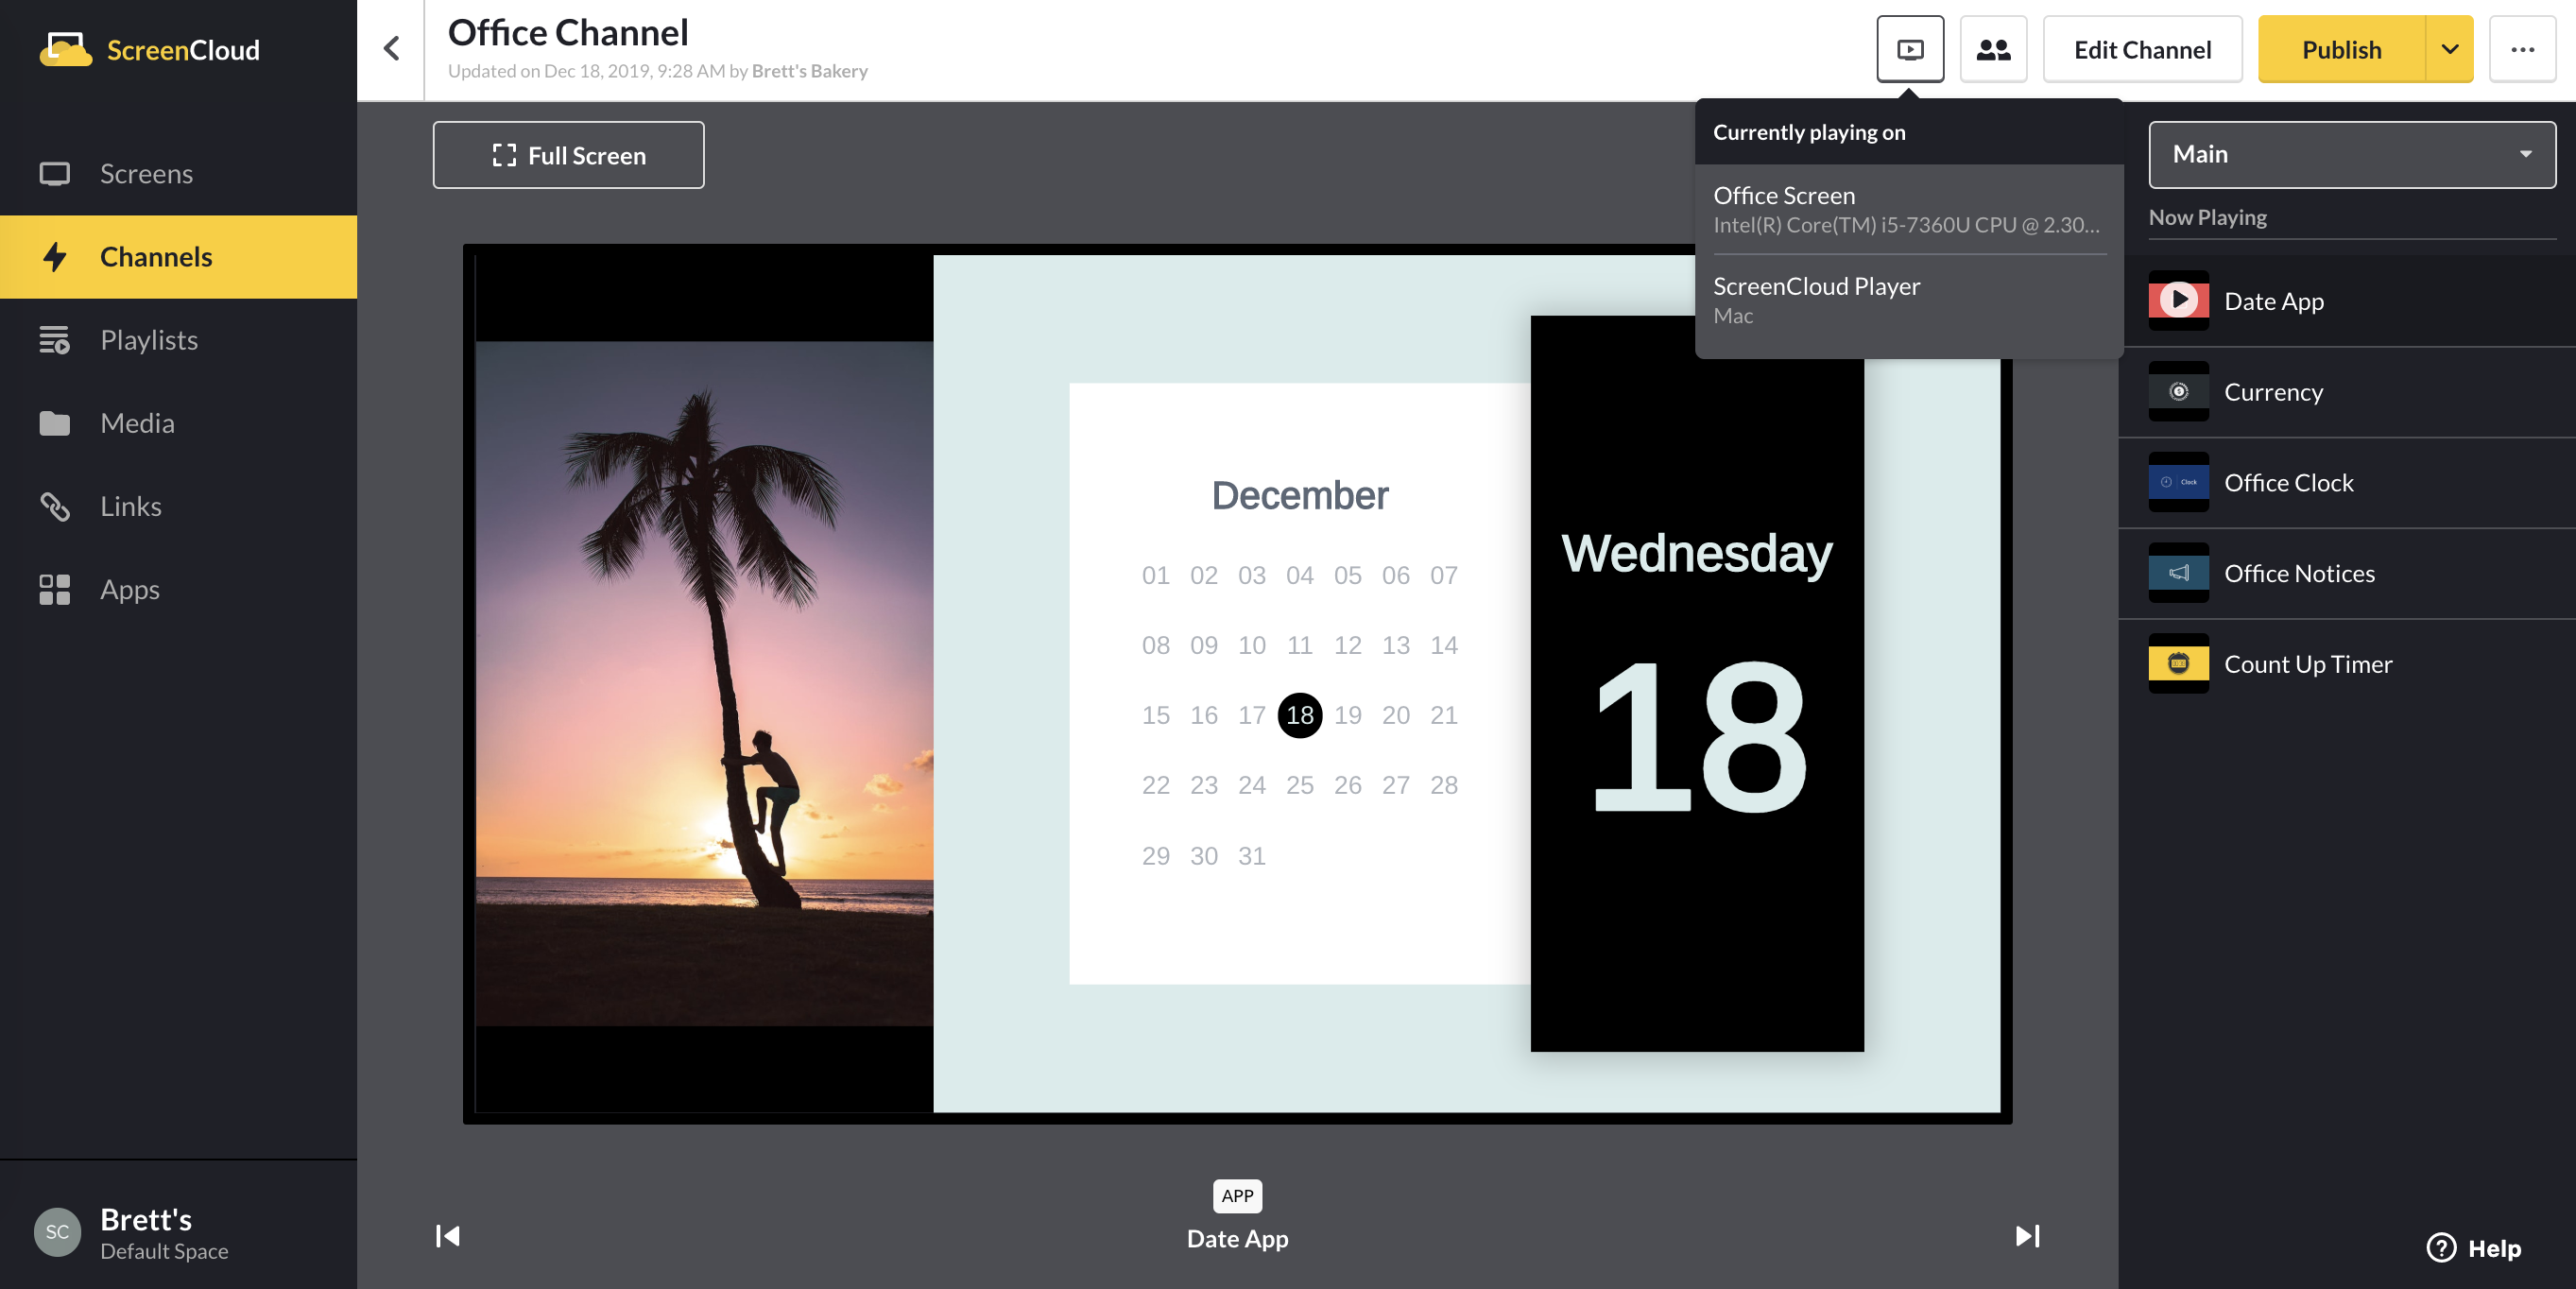 ScreenCloud
Screens
Channels
Playlists
Media
Links
Apps
SC
Brett's
Default Space
Office Channel
Updated on Dec 18, 2019, 9:28 AM by Brett's Bakery
Edit Channel
Publish
Full Screen
Currently playing on
Office Screen
Intel(R) Core(TM) i5-7360U CPU @ 2.30...
ScreenCloud Player
Mac
December
01 02 03 04 05 06 07
08 09 10 11 12 13 14
15 16 17 18 19 20 21
22 23 24 25 26 27 28
29 30 31
Wednesday
18
APP
Date App
Main
Now Playing
Date App
Currency
Clock
Office Clock
Office Notices
Count Up Timer
Help